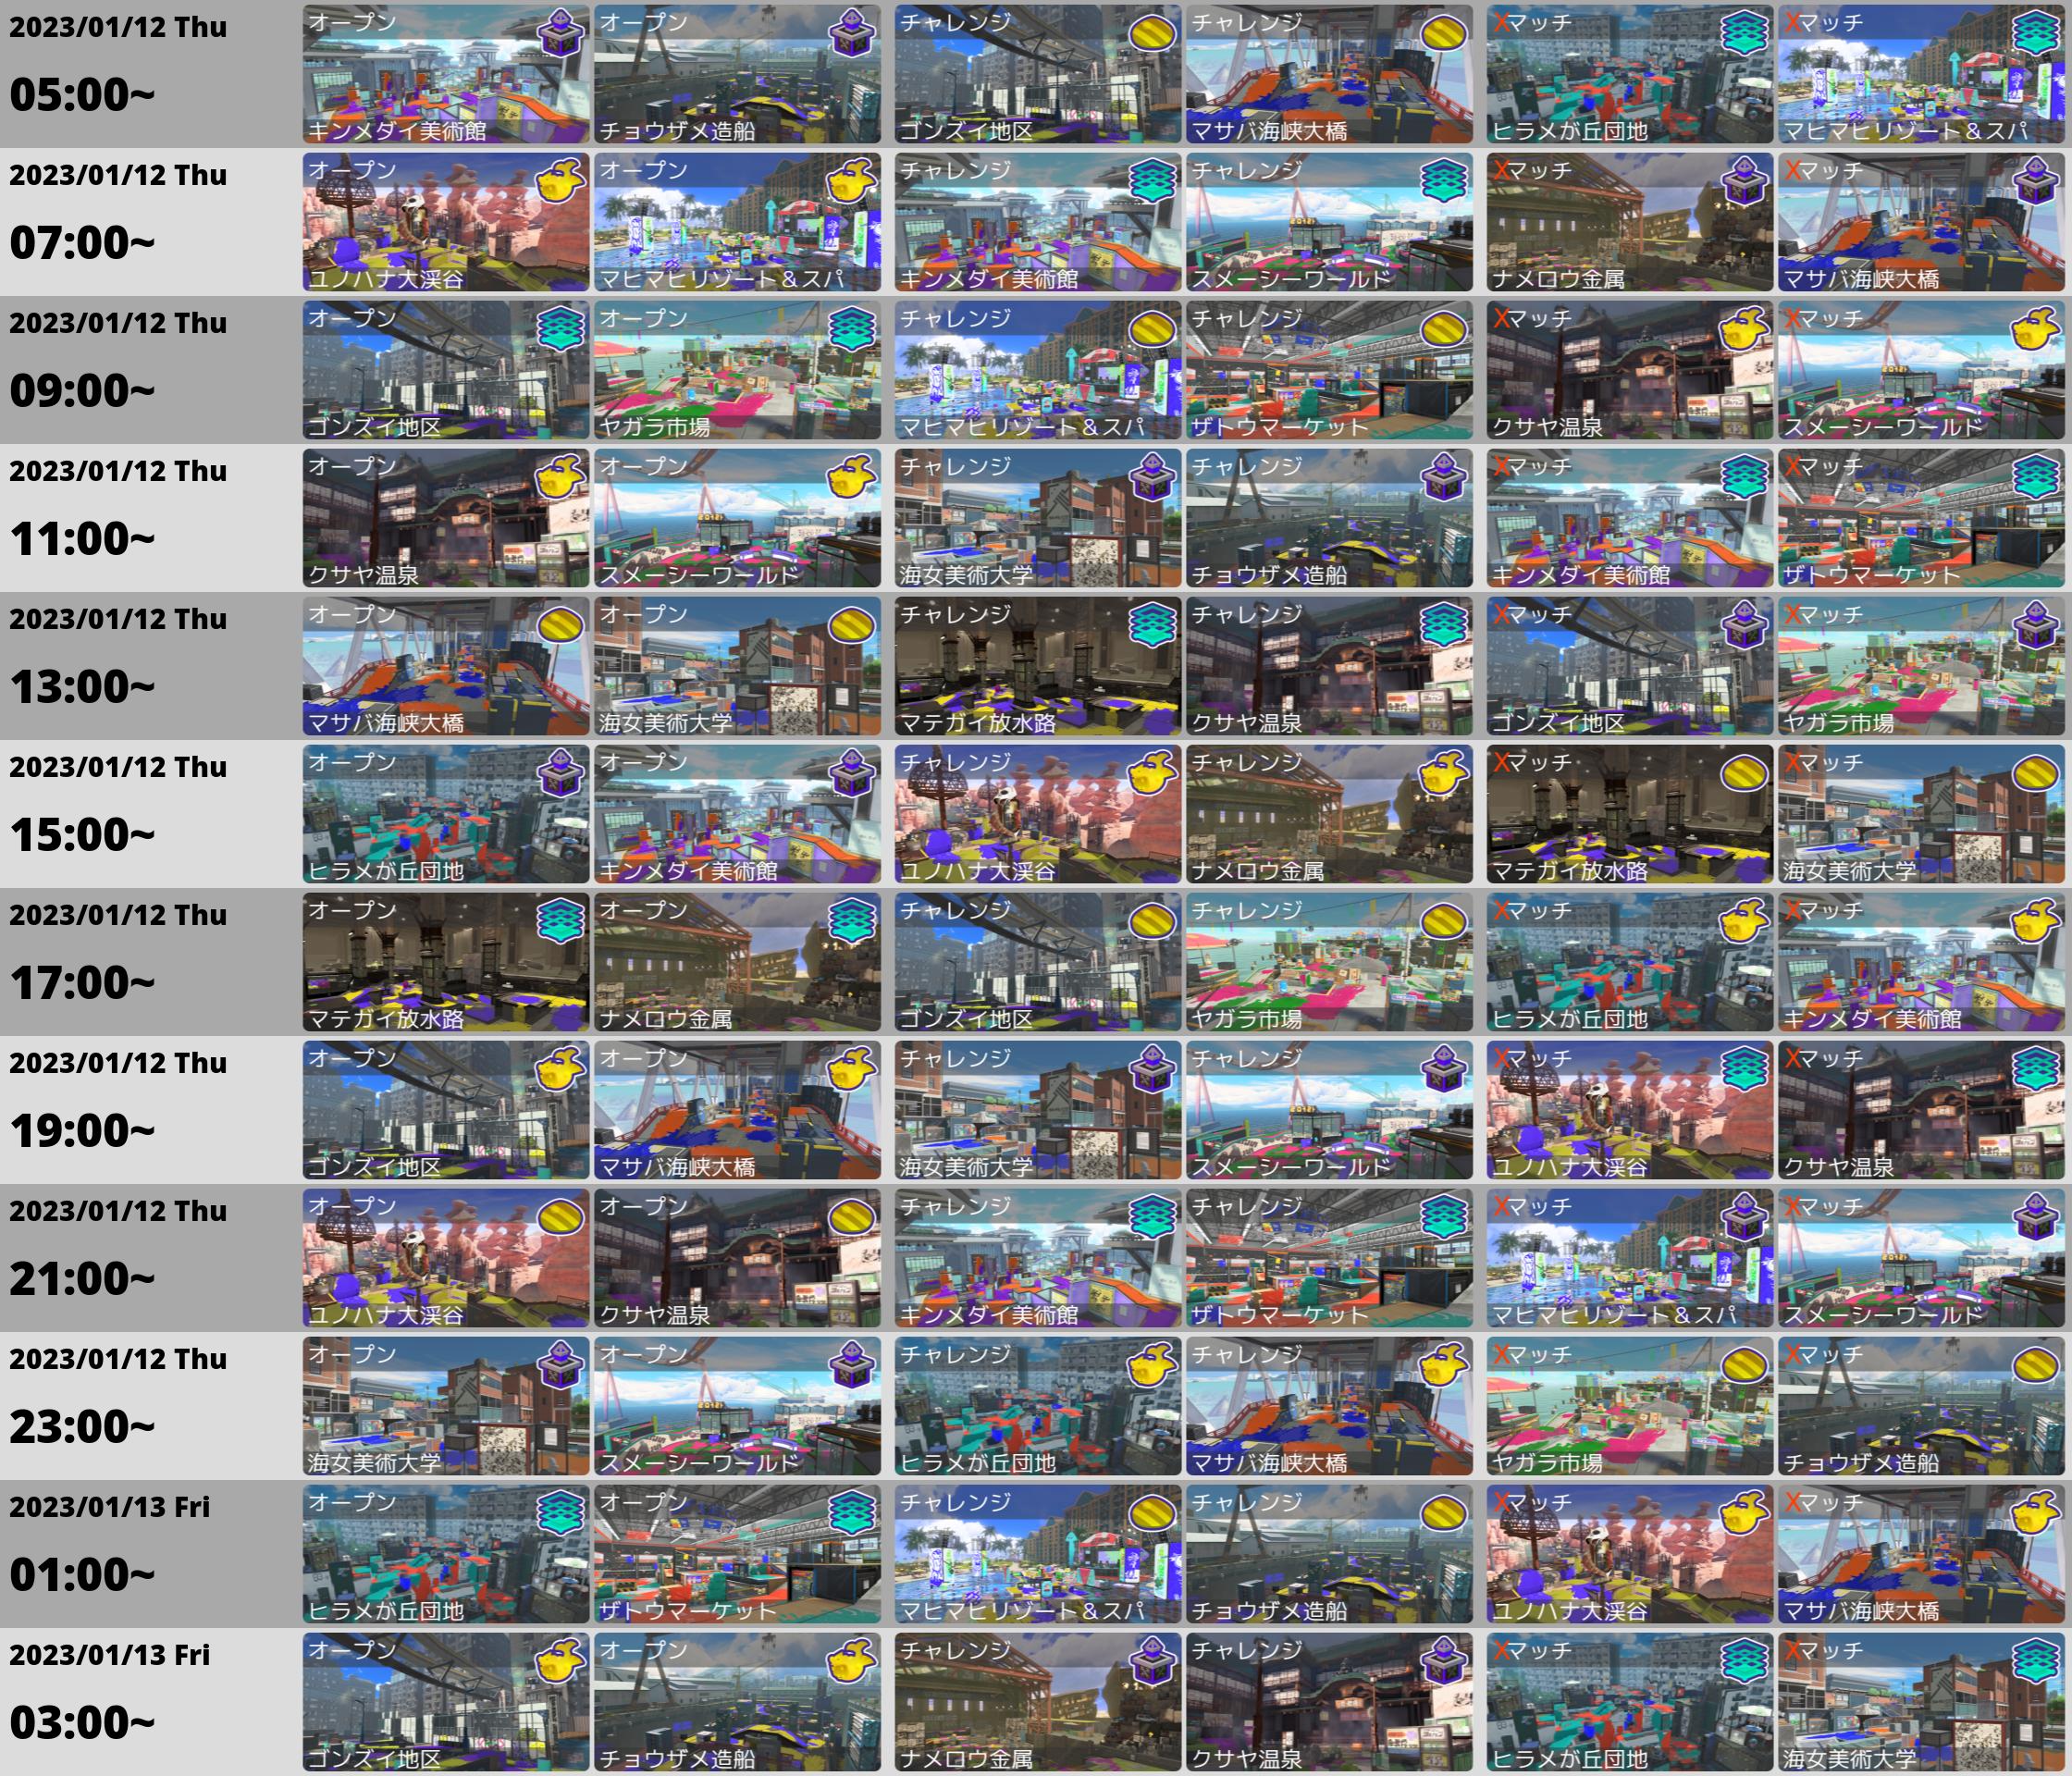 2023/01/12 Thu
05:00~
オープン
キンメダイ美術館
オープン
チョウザメ造船
チャレンジ
ゴンズイ地区
チャレンジ
マサバ海峡大橋
Xマッチ
ヒラメが丘団地
Xマッチ
マヒマヒリゾート＆スパ
2023/01/12 Thu
07:00~
オープン
ユノハナ大渓谷
オープン
マヒマヒリゾート＆スパ
チャレンジ
キンメダイ美術館
チャレンジ
スメーシーワールド
Xマッチ
ナメロウ金属
Xマッチ
マサバ海峡大橋
2023/01/12 Thu
09:00~
オープン
ゴンズイ地区
オープン
ヤガラ市場
チャレンジ
マヒマヒリゾート＆スパ
チャレンジ
ザトウマーケット
Xマッチ
クサヤ温泉
Xマッチ
スメーシーワールド
2023/01/12 Thu
11:00~
オープン
クサヤ温泉
オープン
スメーシーワールド
チャレンジ
海女美術大学
チャレンジ
チョウザメ造船
Xマッチ
キンメダイ美術館
Xマッチ
ザトウマーケット
2023/01/12 Thu
13:00~
オープン
マサバ海峡大橋
オープン
海女美術大学
チャレンジ
マテガイ放水路
チャレンジ
クサヤ温泉
Xマッチ
ゴンズイ地区
Xマッチ
ヤガラ市場
2023/01/12 Thu
15:00~
オープン
ヒラメが丘団地
オープン
キンメダイ美術館
チャレンジ
ユノハナ大渓谷
チャレンジ
ナメロウ金属
Xマッチ
マテガイ放水路
Xマッチ
海女美術大学
2023/01/12 Thu
17:00~
オープン
マテガイ放水路
オープン
ナメロウ金属
チャレンジ
ゴンズイ地区
チャレンジ
ヤガラ市場
Xマッチ
ヒラメが丘団地
Xマッチ
キンメダイ美術館
2023/01/12 Thu
19:00~
オープン
ゴンズイ地区
オープン
マサバ海峡大橋
チャレンジ
海女美術大学
チャレンジ
スメーシーワールド
Xマッチ
ユノハナ大渓谷
Xマッチ
クサヤ温泉
2023/01/12 Thu
21:00~
オープン
ユノハナ大渓谷
オープン
クサヤ温泉
チャレンジ
キンメダイ美術館
チャレンジ
ザトウマーケット
Xマッチ
マヒマヒリゾート＆スパ
Xマッチ
スメーシーワールド
2023/01/12 Thu
23:00~
オープン
海女美術大学
オープン
スメーシーワールド
チャレンジ
ヒラメが丘団地
チャレンジ
マサバ海峡大橋
Xマッチ
ヤガラ市場
Xマッチ
チョウザメ造船
2023/01/13 Fri
01:00~
オープン
ヒラメが丘団地
オープン
ザトウマーケット
チャレンジ
マヒマヒリゾート＆スパ
チャレンジ
チョウザメ造船
Xマッチ
ユノハナ大渓谷
Xマッチ
マサバ海峡大橋
2023/01/13 Fri
03:00~
オープン
ゴンズイ地区
オープン
チョウザメ造船
チャレンジ
ナメロウ金属
チャレンジ
クサヤ温泉
Xマッチ
ヒラメが丘団地
Xマッチ
海女美術大学